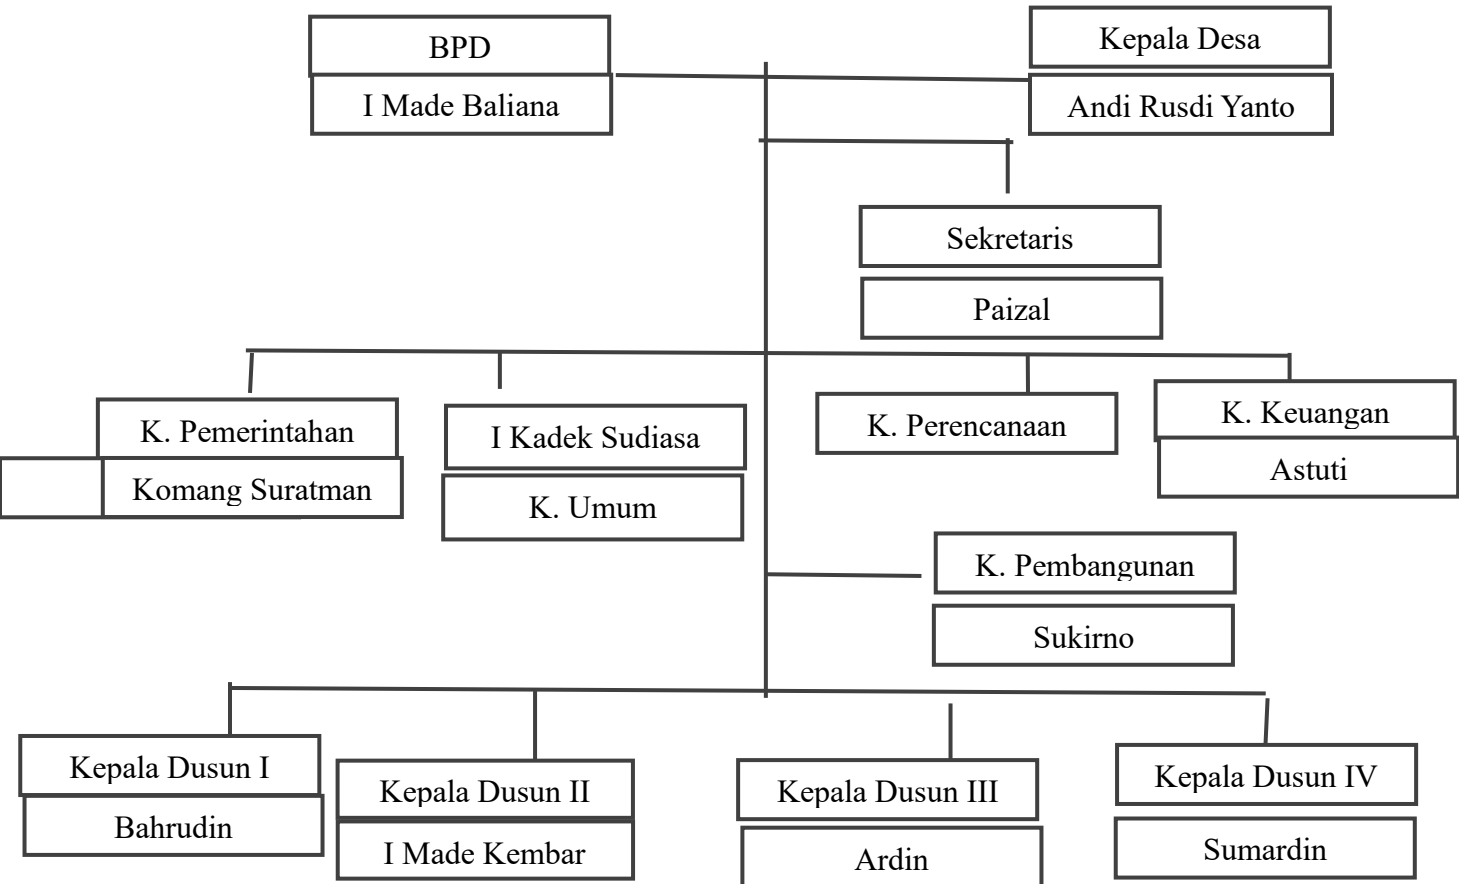 BPD
I Made Baliana
Kepala Desa
Andi Rusdi Yanto
Sekretaris
Paizal
K. Pemerintahan
Komang Suratman
I Kadek Sudiasa
K. Umum
K. Perencanaan
K. Keuangan
Astuti
K. Pembangunan
Sukirno
Kepala Dusun I
Bahrudin
Kepala Dusun II
I Made Kembar
Kepala Dusun III
Ardin
Kepala Dusun IV
Sumardin